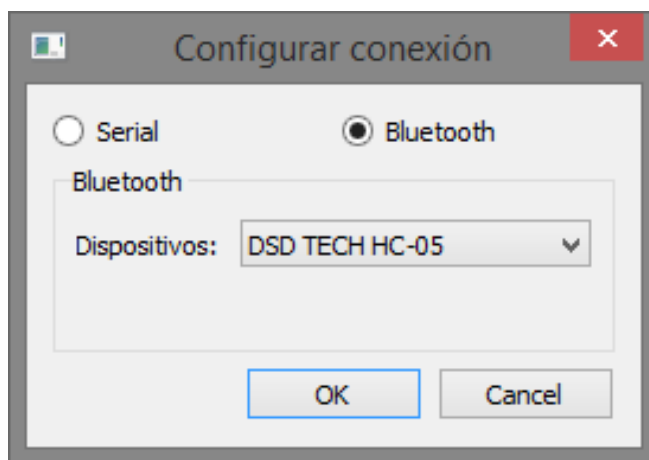 Configurar conexión
Serial
Bluetooth
Bluetooth
Dispositivos: DSD TECH HC-05
OK
Cancel